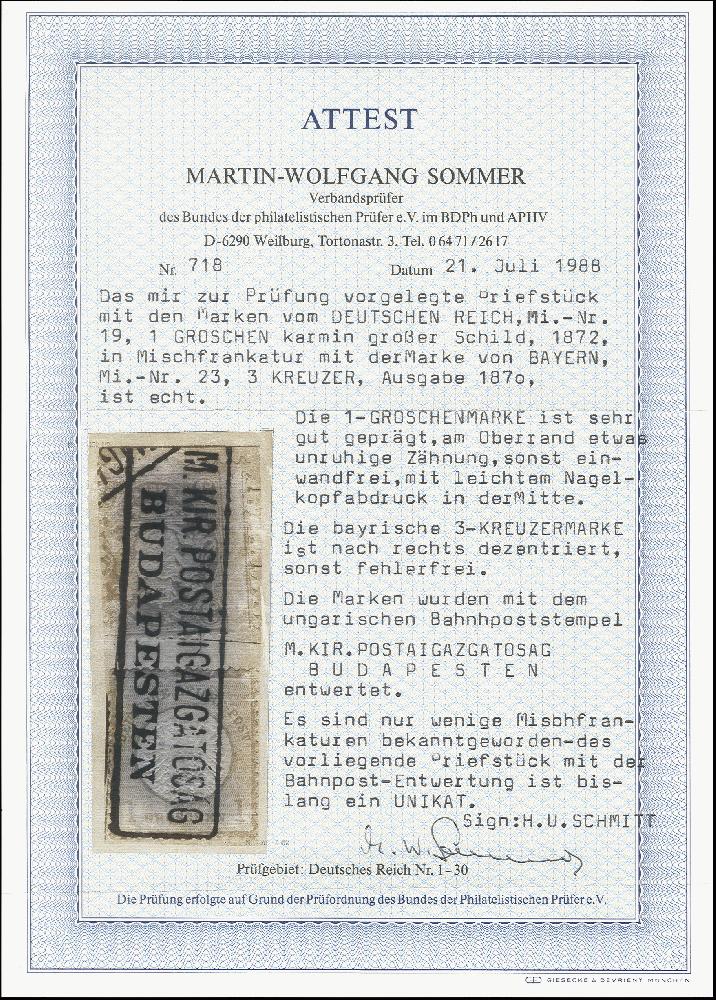 ATTEST
MARTIN-WOLFGANG SOMMER
Verbandsprüfer
des Bundes der philatelistischen Prüfer e.V. im BDPh und APHV
D-6290 Weilburg, Tortonastr. 3. Tel. 0 64 71 / 26 17
Nr. 718 Datum 21. Juli 1988
Das mir zur Prüfung vorgelegte Briefstück
mit den Marken vom DEUTSCHEN REICH,Mi.-Nr.
19, 1 GROSCHEN karmin großer Schild, 1872,
in Mischfrankatur mit derMarke von BAYERN,
Mi.-Nr. 23, 3 KREUZER, Ausgabe 187o,
ist echt.
Die 1-GROSCHENMARKE ist sehr
gut geprägt,am Oberrand etwas
unruhige Zähnung,sonst ein-
wandfrei,mit leichtem Nagel-
kopfabdruck in derMitte.
Die bayrische 3-KREUZERMARKE
ist nach rechts dezentriert,
sonst fehlerfrei.
Die Marken wurden mit dem
ungarischen Bahnhpoststempel
M.KIR.POSTAIGAZGATOSAG
B U D A P E S T E N
entwertet.
Es sind nur wenige Misbhfran-
katuren bekanntgeworden-das
vorliegende Briefstück mit der
Bahnpost-Entwertung ist bis-
lang ein UNIKAT.
Sign:H.U.SCHMITT
M. KIR POSTAIGAZGATÓSÁG
BUDAPESTEN
Prüfgebiet: Deutsches Reich Nr. 1-30
Die Prüfung erfolgte auf Grund der Prüfordnung des Bundes der Philatelistischen Prüfer e.V.
GIESECKE & DEVRIENT MÜNCHEN